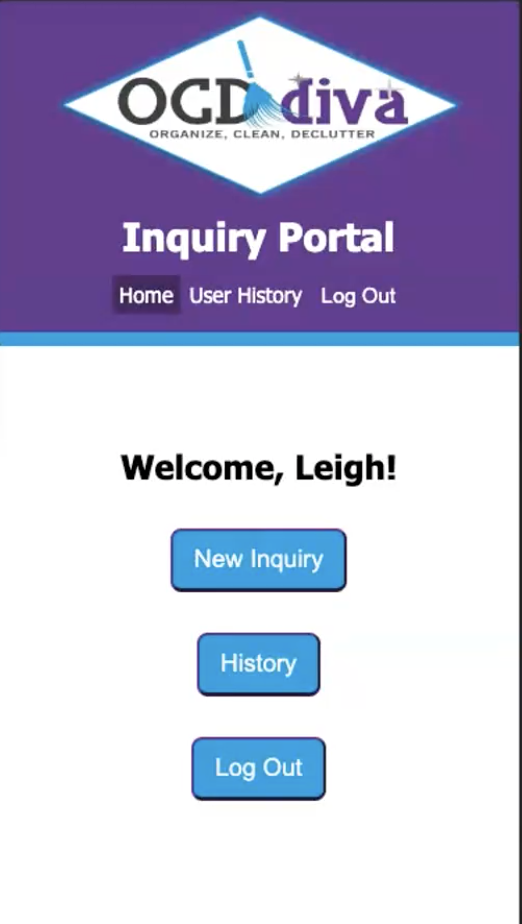 OCD diva
ORGANIZE, CLEAN, DECLUTTER
Inquiry Portal
Home User History Log Out
Welcome, Leigh!
New Inquiry
History
Log Out